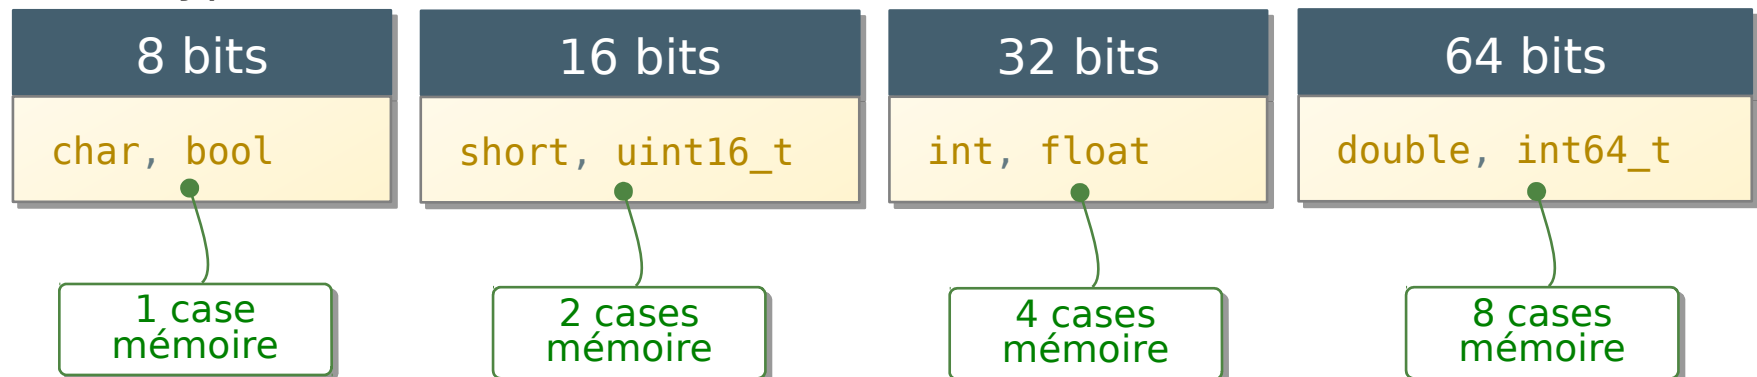 8 bits
char, bool
1 case
mémoire
16 bits
short, uint16_t
2 cases
mémoire
32 bits
int, float
4 cases
mémoire
64 bits
double, int64_t
8 cases
mémoire